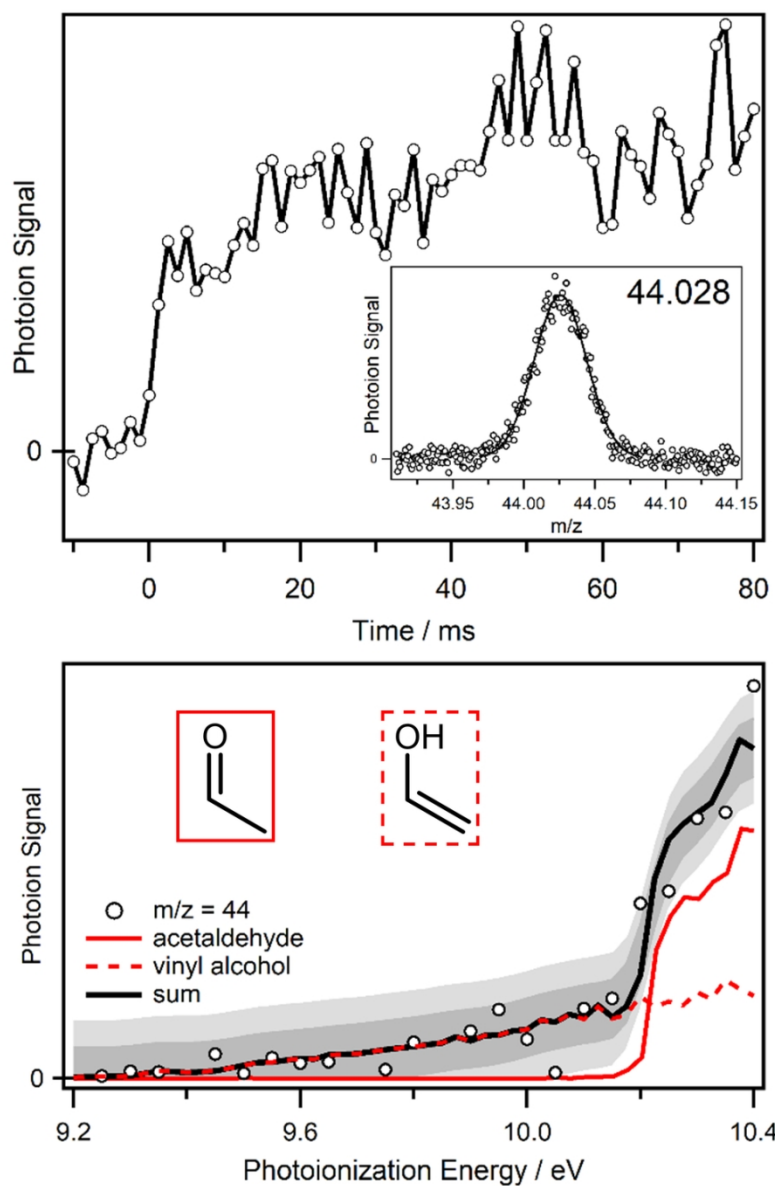 Photoion Signal
0
44.028
Photoion Signal
0
43.95 44.00 44.05 44.10 44.15
m/z
0 20 40 60 80
Time / ms
Photoion Signal
O
OH
m/z = 44
acetaldehyde
vinyl alcohol
sum
0
9.2 9.6 10.0 10.4
Photoionization Energy / eV